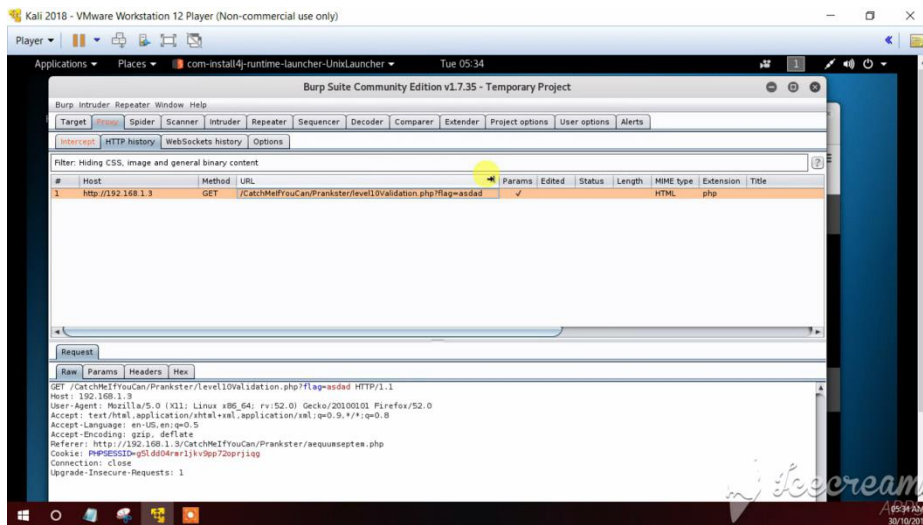 Kali 2018 - VMware Workstation 12 Player (Non-commercial use only)
Player
Applications Places com-install4j-runtime-launcher-UnixLauncher Tue 05:34 1
Burp Suite Community Edition v1.7.35 - Temporary Project
Burp Intruder Repeater Window Help
Target Proxy Spider Scanner Intruder Repeater Sequencer Decoder Comparer Extender Project options User options Alerts
Intercept HTTP history WebSockets history Options
Filter: Hiding CSS, image and general binary content ?
# Host Method URL Params Edited Status Length MIME type Extension Title
1 http://192.168.1.3 GET /CatchMeIfYouCan/Prankster/level10Validation.php?flag=asdad ✓ HTML php
Request
Raw Params Headers Hex
GET /CatchMeIfYouCan/Prankster/level10Validation.php?flag=asdad HTTP/1.1
Host: 192.168.1.3
User-Agent: Mozilla/5.0 (X11; Linux x86_64; rv:52.0) Gecko/20100101 Firefox/52.0
Accept: text/html,application/xhtml+xml,application/xml;q=0.9,*/*;q=0.8
Accept-Language: en-US,en;q=0.5
Accept-Encoding: gzip, deflate
Referer: http://192.168.1.3/CatchMeIfYouCan/Prankster/aequumseptem.php
Cookie: PHPSESSID=g5ldd04rmr1jkv9pp72oprjiqg
Connection: close
Upgrade-Insecure-Requests: 1
Icecream
APPS
05:34
30/10/201